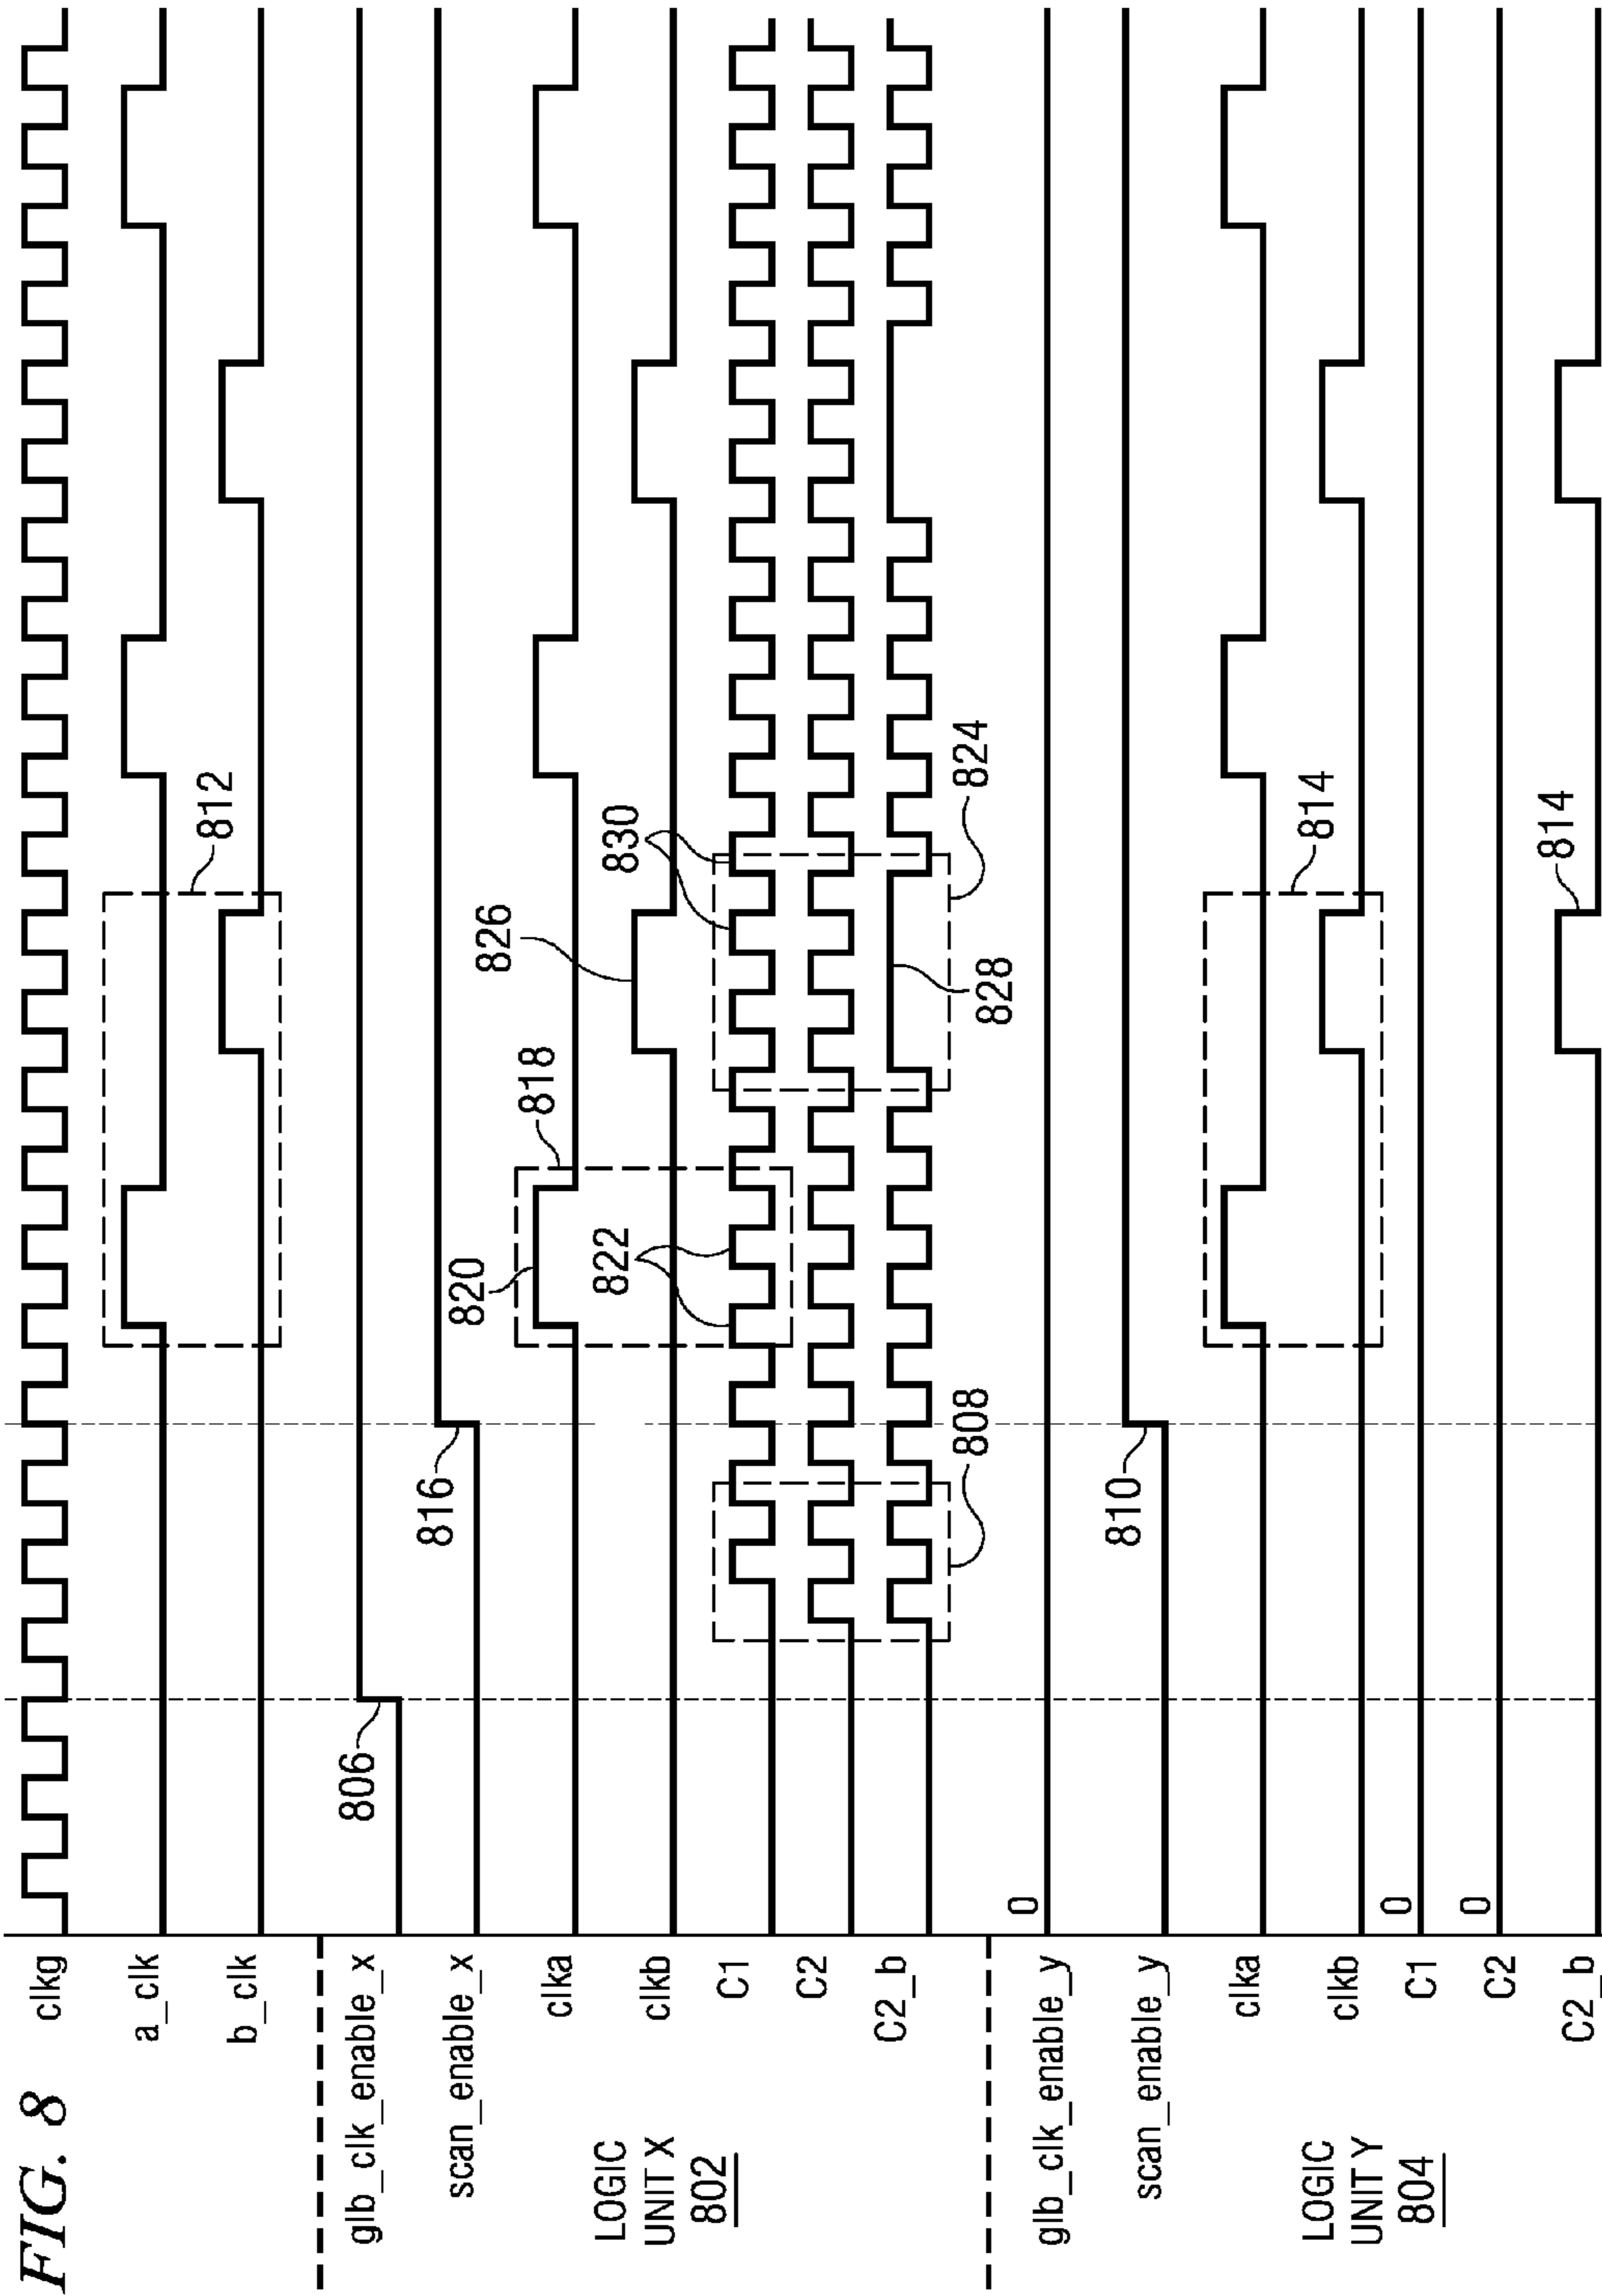 FIG. 8
clkg
a_clk
b_clk
812
glb_clk_enable_x
806
scan_enable_x
816
LOGIC
UNIT X
802
clka
820
818
826
clkb
822
830
C1
C2
C2_b
808
828
824
glb_clk_enable_y
0
scan_enable_y
810
LOGIC
UNIT Y
804
clka
814
clkb
C1
0
C2
0
C2_b
814